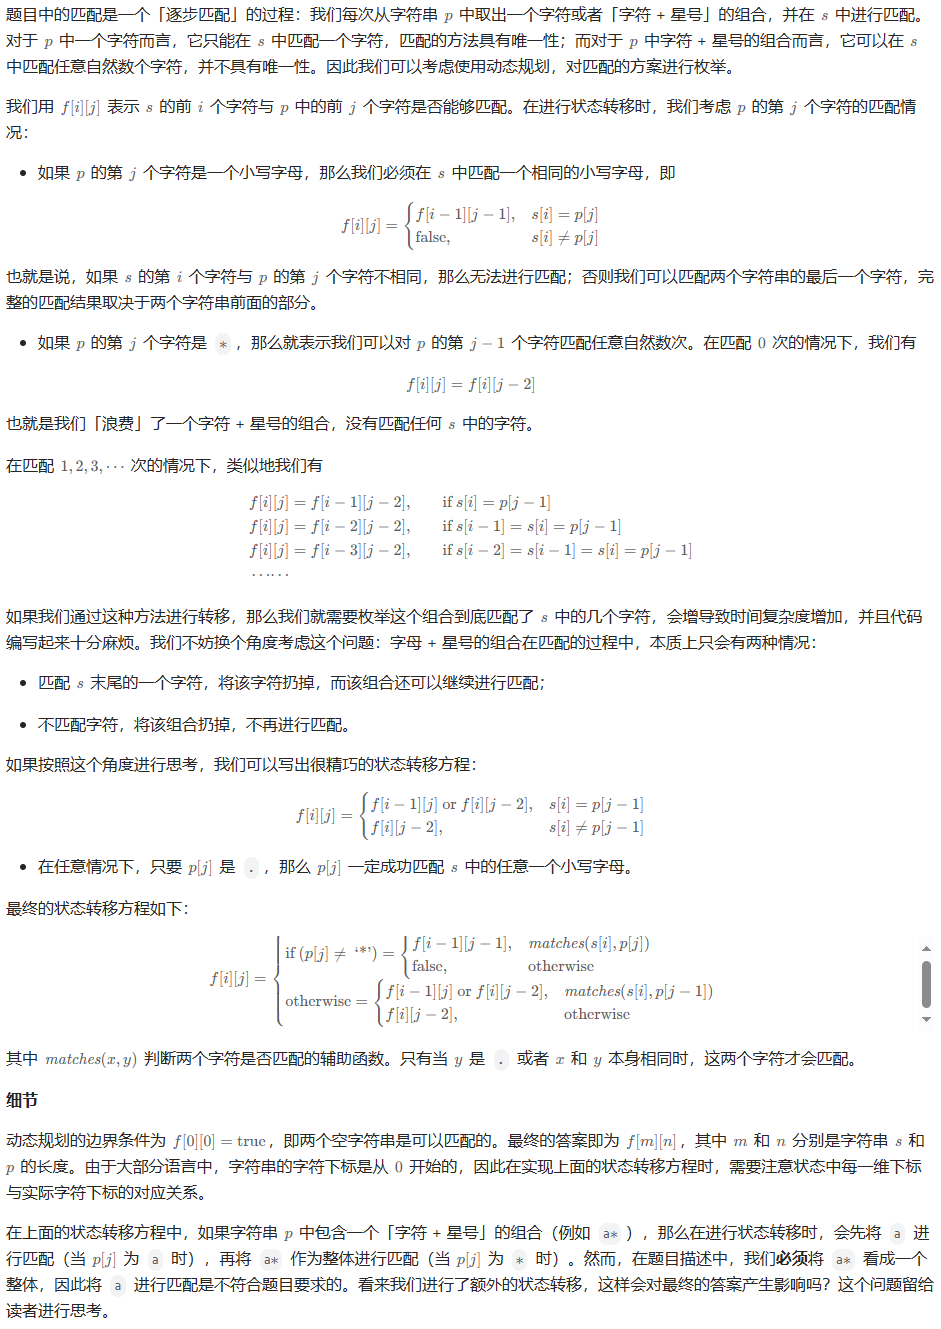 题目中的匹配是一个「逐步匹配」的过程：我们每次从字符串 p 中取出一个字符或者「字符 + 星号」的组合，并在 s 中进行匹配。
对于 p 中一个字符而言，它只能在 s 中匹配一个字符，匹配的方法具有唯一性；而对于 p 中字符 + 星号的组合而言，它可以在 s
中匹配任意自然数个字符，并不具有唯一性。因此我们可以考虑使用动态规划，对匹配的方案进行枚举。
我们用 f[i][j] 表示 s 的前 i 个字符与 p 中的前 j 个字符是否能够匹配。在进行状态转移时，我们考虑 p 的第 j 个字符的匹配情
况：
• 如果 p 的第 j 个字符是一个小写字母，那么我们必须在 s 中匹配一个相同的小写字母，即
f[i][j] = { f[i − 1][j − 1], s[i] = p[j]
false, s[i] ≠ p[j]
也就是说，如果 s 的第 i 个字符与 p 的第 j 个字符不相同，那么无法进行匹配；否则我们可以匹配两个字符串的最后一个字符，完
整的匹配结果取决于两个字符串前面的部分。
• 如果 p 的第 j 个字符是 * ，那么就表示我们可以对 p 的第 j − 1 个字符匹配任意自然数次。在匹配 0 次的情况下，我们有
f[i][j] = f[i][j − 2]
也就是我们「浪费」了一个字符 + 星号的组合，没有匹配任何 s 中的字符。
在匹配 1, 2, 3, ⋯ 次的情况下，类似地我们有
f[i][j] = f[i − 1][j − 2], if s[i] = p[j − 1]
f[i][j] = f[i − 2][j − 2], if s[i − 1] = s[i] = p[j − 1]
f[i][j] = f[i − 3][j − 2], if s[i − 2] = s[i − 1] = s[i] = p[j − 1]
⋯⋯
如果我们通过这种方法进行转移，那么我们就需要枚举这个组合到底匹配了 s 中的几个字符，会增导致时间复杂度增加，并且代码
编写起来十分麻烦。我们不妨换个角度考虑这个问题：字母 + 星号的组合在匹配的过程中，本质上只会有两种情况：
• 匹配 s 末尾的一个字符，将该字符扔掉，而该组合还可以继续进行匹配；
• 不匹配字符，将该组合扔掉，不再进行匹配。
如果按照这个角度进行思考，我们可以写出很精巧的状态转移方程：
f[i][j] = { f[i − 1][j] or f[i][j − 2], s[i] = p[j − 1]
f[i][j − 2], s[i] ≠ p[j − 1]
• 在任意情况下，只要 p[j] 是 . ，那么 p[j] 一定成功匹配 s 中的任意一个小写字母。
最终的状态转移方程如下：
f[i][j] = { if (p[j] ≠ ‘*’) = { f[i − 1][j − 1], matches(s[i], p[j])
false, otherwise
otherwise = { f[i − 1][j] or f[i][j − 2], matches(s[i], p[j − 1])
f[i][j − 2], otherwise
其中 matches(x, y) 判断两个字符是否匹配的辅助函数。只有当 y 是 . 或者 x 和 y 本身相同时，这两个字符才会匹配。
细节
动态规划的边界条件为 f[0][0] = true，即两个空字符串是可以匹配的。最终的答案即为 f[m][n]，其中 m 和 n 分别是字符串 s 和
p 的长度。由于大部分语言中，字符串的字符下标是从 0 开始的，因此在实现上面的状态转移方程时，需要注意状态中每一维下标
与实际字符下标的对应关系。
在上面的状态转移方程中，如果字符串 p 中包含一个「字符 + 星号」的组合（例如 a* ），那么在进行状态转移时，会先将 a 进
行匹配（当 p[j] 为 a 时），再将 a* 作为整体进行匹配（当 p[j] 为 * 时）。然而，在题目描述中，我们必须将 a* 看成一个
整体，因此将 a 进行匹配是不符合题目要求的。看来我们进行了额外的状态转移，这样会对最终的答案产生影响吗？这个问题留给
读者进行思考。